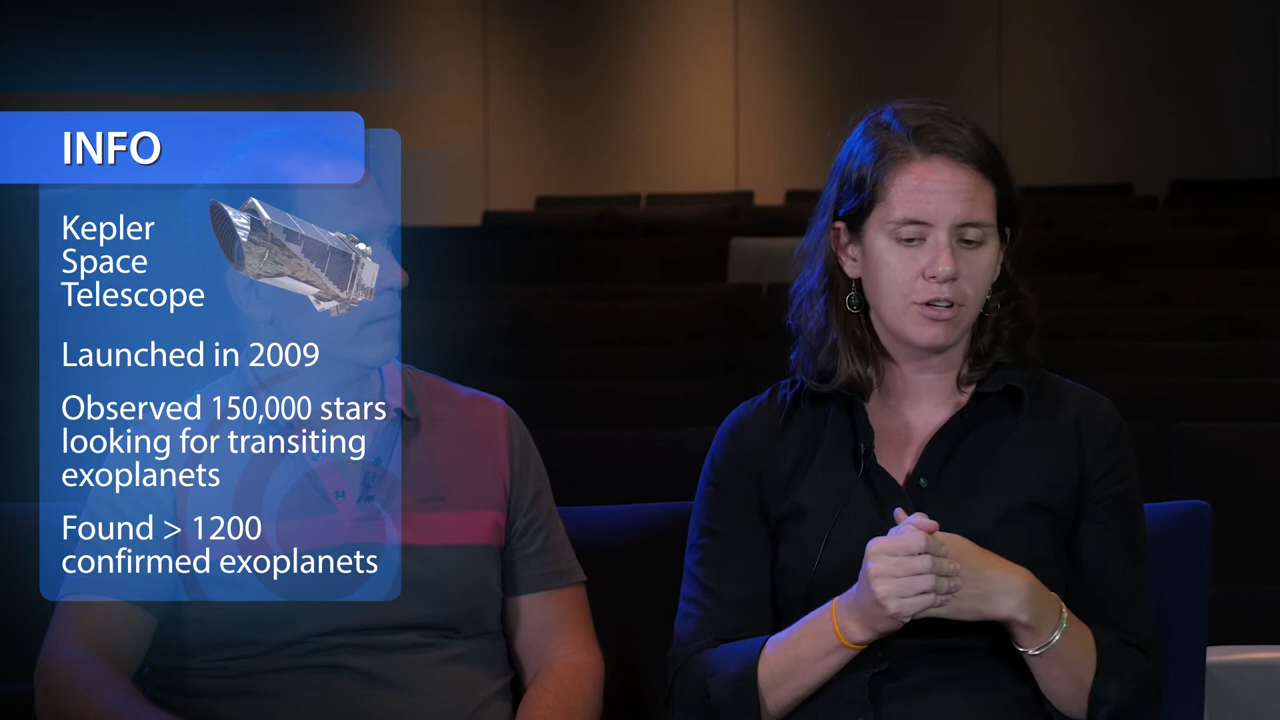 INFO
Kepler
Space
Telescope
Launched in 2009
Observed 150,000 stars
looking for transiting
exoplanets
Found > 1200
confirmed exoplanets